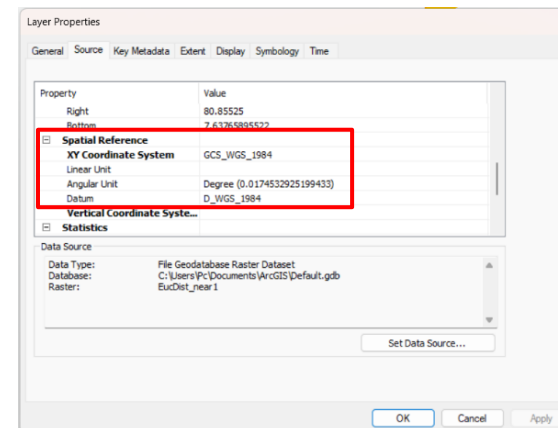 Layer Properties
General Source Key Metadata Extent Display Symbology Time
Property Value
Right 80.85525
Bottom 7.63765895522
Spatial Reference
XY Coordinate System GCS_WGS_1984
Linear Unit
Angular Unit Degree (0.0174532925199433)
Datum D_WGS_1984
Vertical Coordinate Syste...
Statistics
Data Source
Data Type: File Geodatabase Raster Dataset
Database: C:\Users\Pc\Documents\ArcGIS\Default.gdb
Raster: EucDist_near1
Set Data Source...
OK Cancel Apply